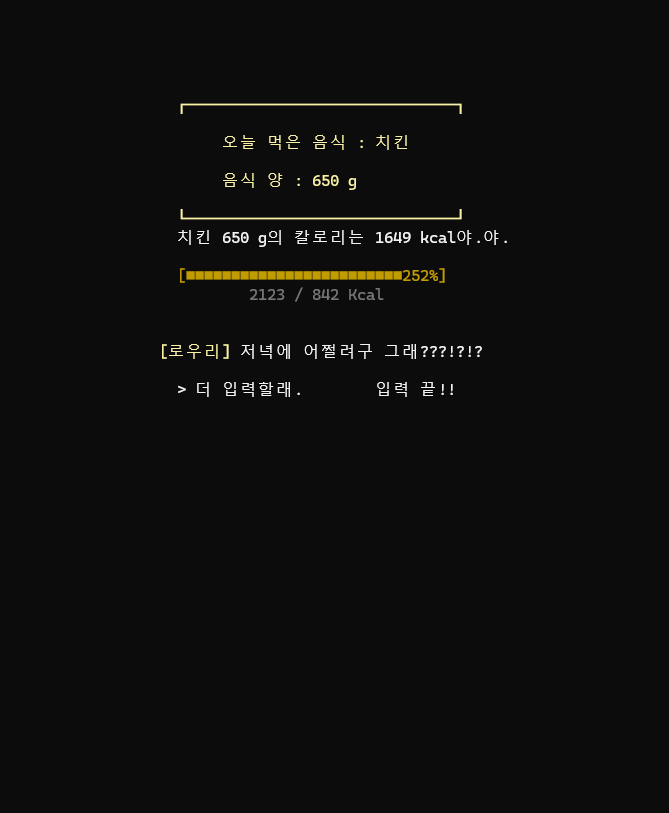 오늘 먹은 음식 : 치킨
음식 양 : 650 g
치킨 650 g의 칼로리는 1649 kcal야.야.
[■■■■■■■■■■■■■■■■■■■■■■■■252%]
2123 / 842 Kcal
[로우리] 저녁에 어쩔려구 그래???!?!?
> 더 입력할래. 입력 끝!!